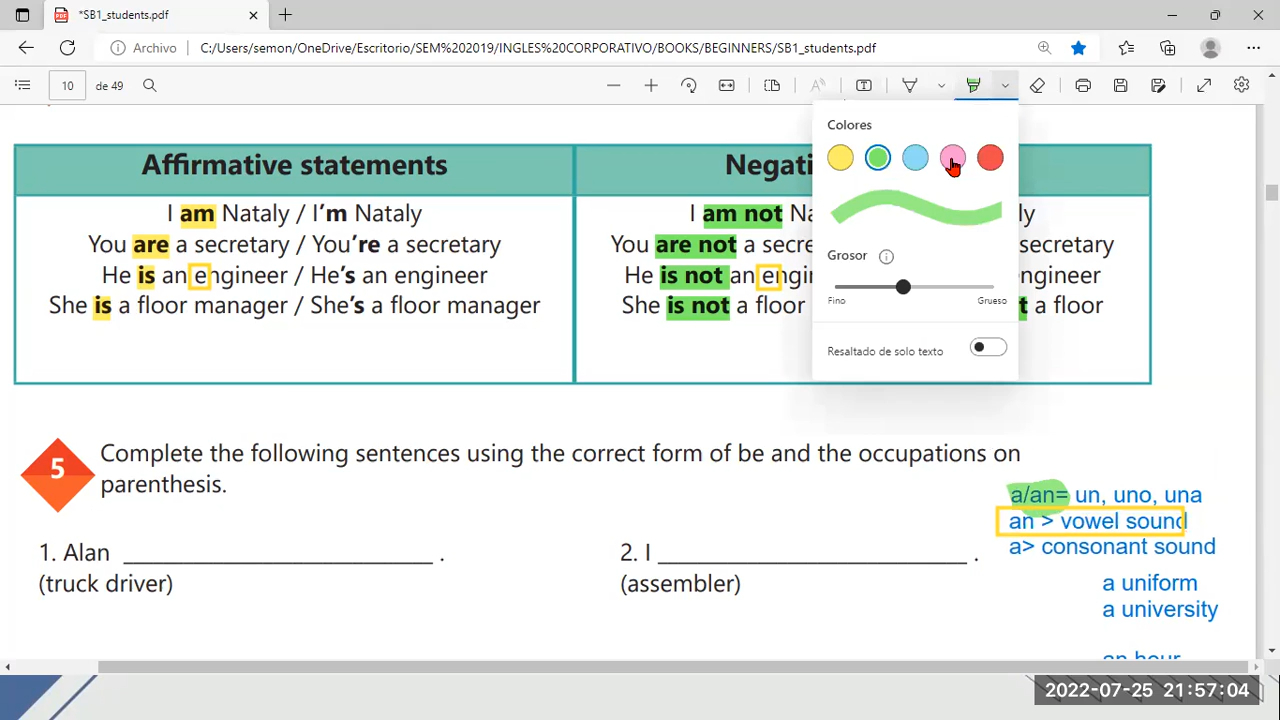 *SB1_students.pdf
Archivo
C:/Users/semon/OneDrive/Escritorio/SEM%202019/INGLES%20CORPORATIVO/BOOKS/BEGINNERS/SB1_students.pdf
10 de 49
Colores
Grosor
Fino Grueso
Resaltado de solo texto
Affirmative statements
I am Nataly / I'm Nataly
You are a secretary / You're a secretary
He is an engineer / He's an engineer
She is a floor manager / She's a floor manager
I am not
You are not a secretary
He is not an engineer
She is not a floor a floor
5
Complete the following sentences using the correct form of be and the occupations on
parenthesis.
a/an= un, uno, una
an > vowel sound
a> consonant sound
a uniform
a university
an hour
1. Alan ______________________________ .
(truck driver)
2. I ______________________________ .
(assembler)
2022-07-25 21:57:04